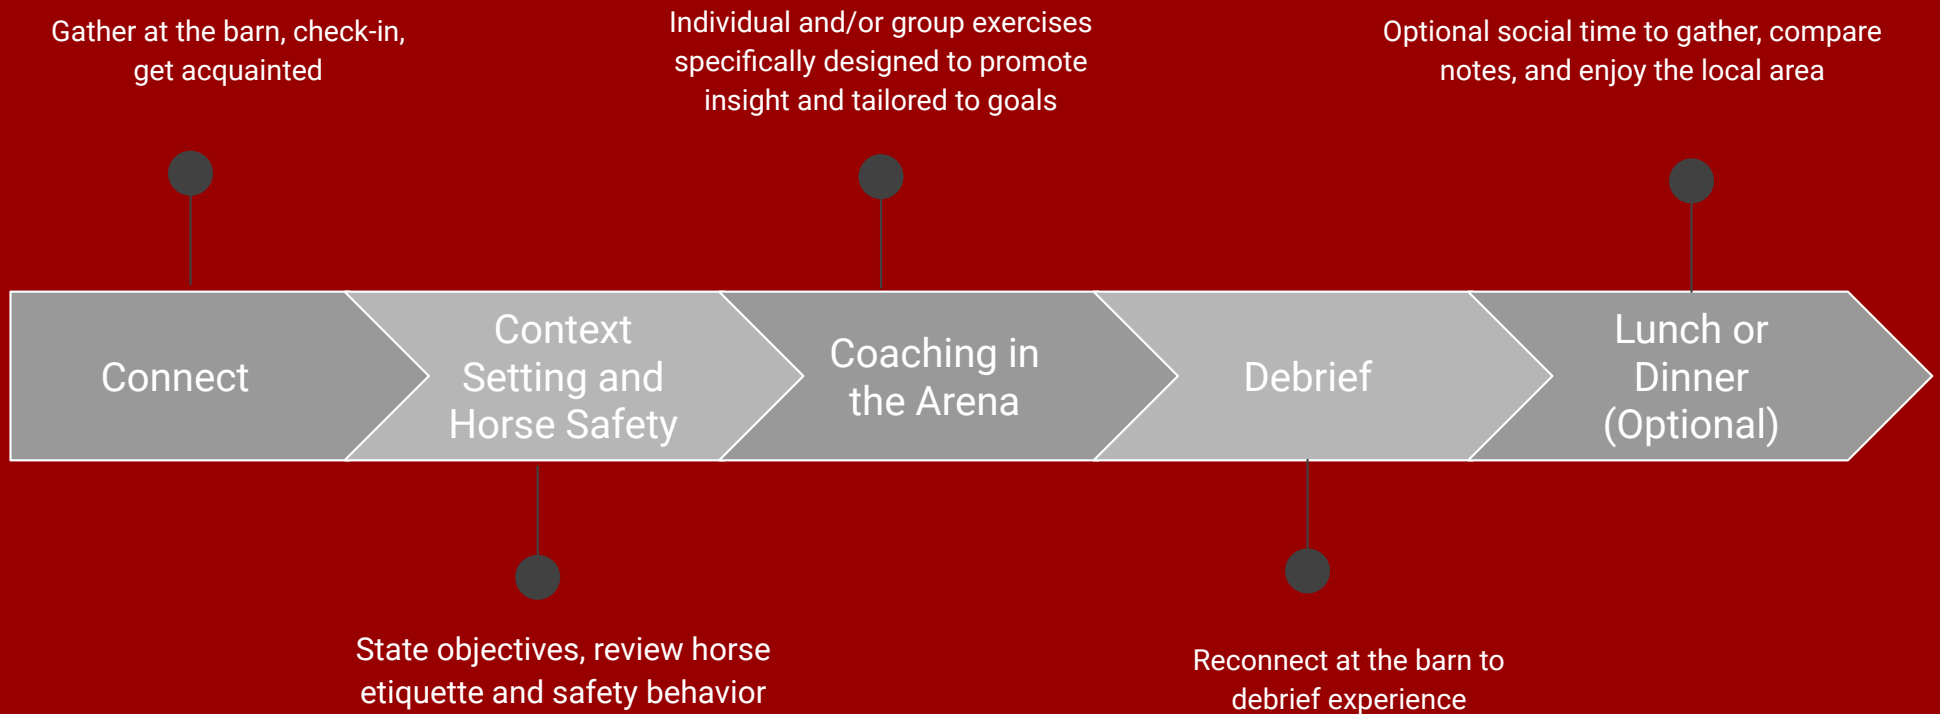 Gather at the barn, check-in,
get acquainted
Individual and/or group exercises
specifically designed to promote
insight and tailored to goals
Optional social time to gather, compare
notes, and enjoy the local area
Connect
Context
Setting and
Horse Safety
Coaching in
the Arena
Debrief
Lunch or
Dinner
(Optional)
State objectives, review horse
etiquette and safety behavior
Reconnect at the barn to
debrief experience